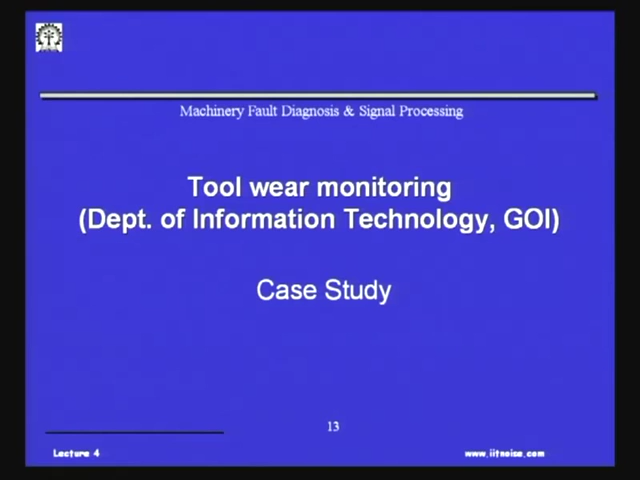 Machinery Fault Diagnosis & Signal Processing
Tool wear monitoring
(Dept. of Information Technology, GOI)
Case Study
13
Lecture 4
www.iitnoise.com